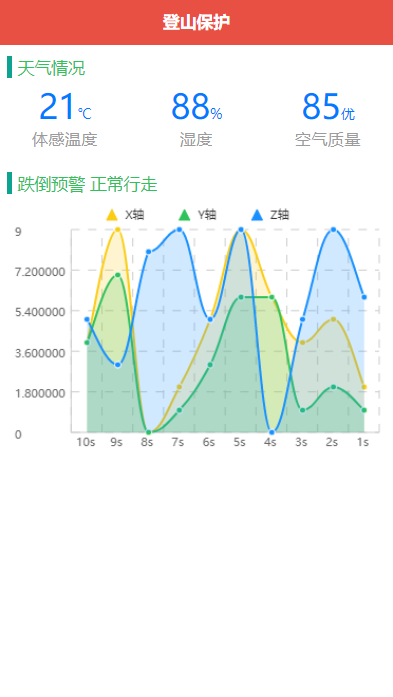 登山保护
天气情况
21℃ 88% 85优
体感温度 湿度 空气质量
跌倒预警 正常行走
X轴 Y轴 Z轴
9
7.200000
5.400000
3.600000
1.800000
0
10s 9s 8s 7s 6s 5s 4s 3s 2s 1s